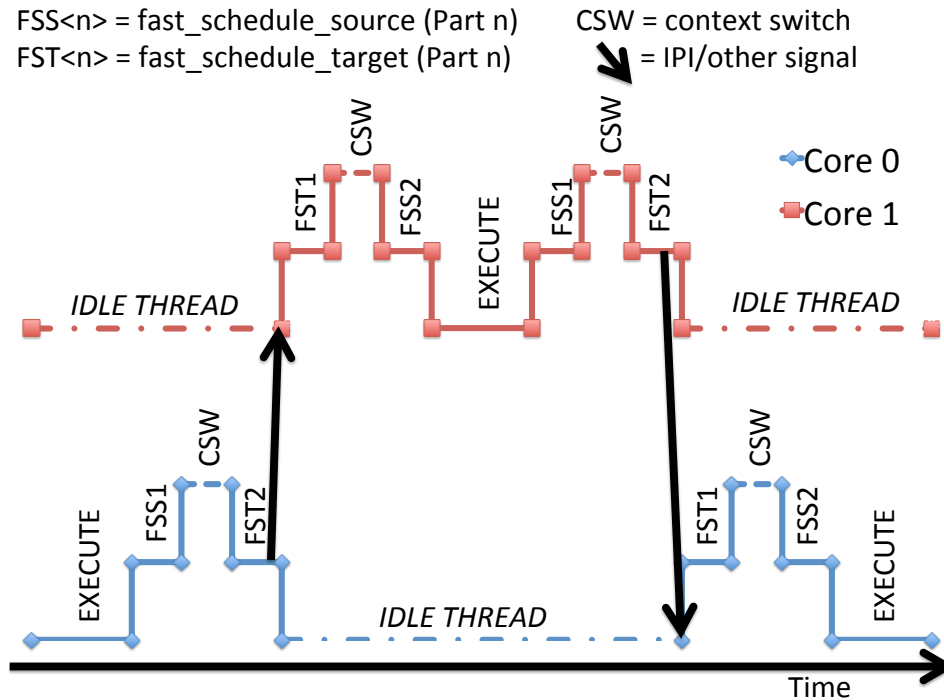 FSS<n> = fast_schedule_source (Part n)
CSW = context switch
FST<n> = fast_schedule_target (Part n)
= IPI/other signal
CSW
CSW
Core 0
Core 1
FST1
FSS2
EXECUTE
FSS1
FST2
IDLE THREAD
IDLE THREAD
CSW
CSW
EXECUTE
FSS1
FST2
IDLE THREAD
FST1
FSS2
EXECUTE
Time